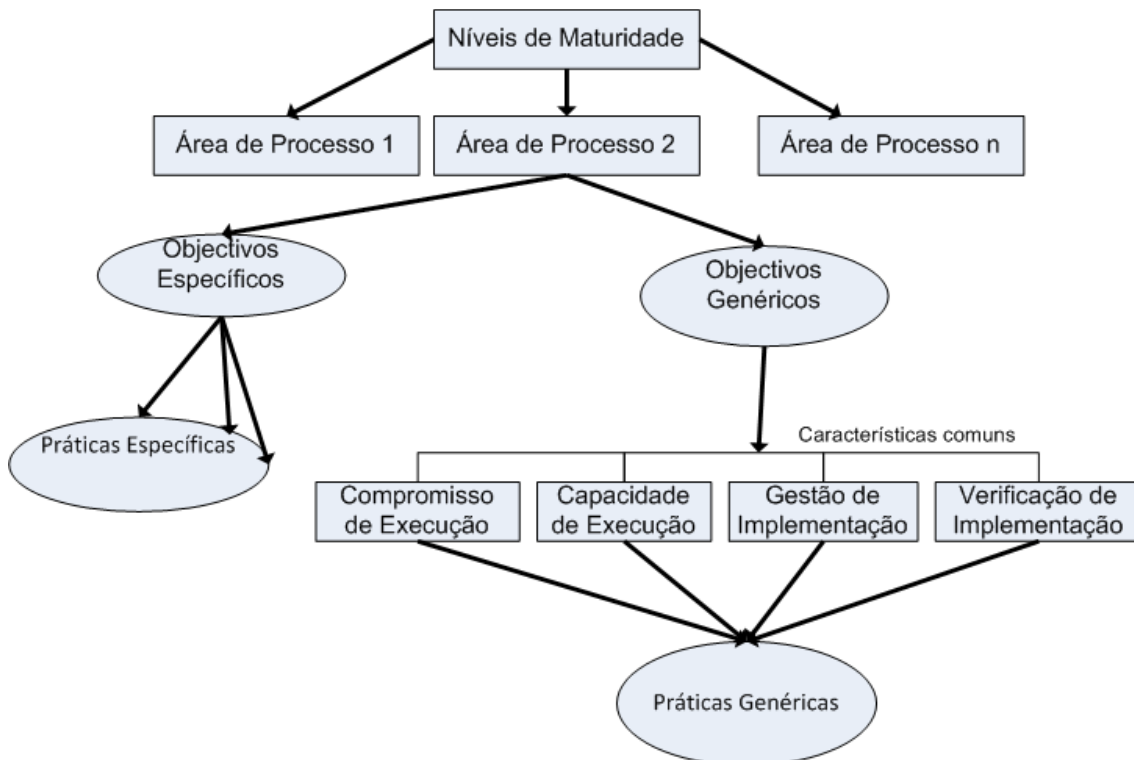 Níveis de Maturidade
Área de Processo 1
Área de Processo 2
Área de Processo n
Objectivos
Específicos
Objectivos
Genéricos
Práticas Específicas
Características comuns
Compromisso
de Execução
Capacidade
de Execução
Gestão de
Implementação
Verificação de
Implementação
Práticas Genéricas